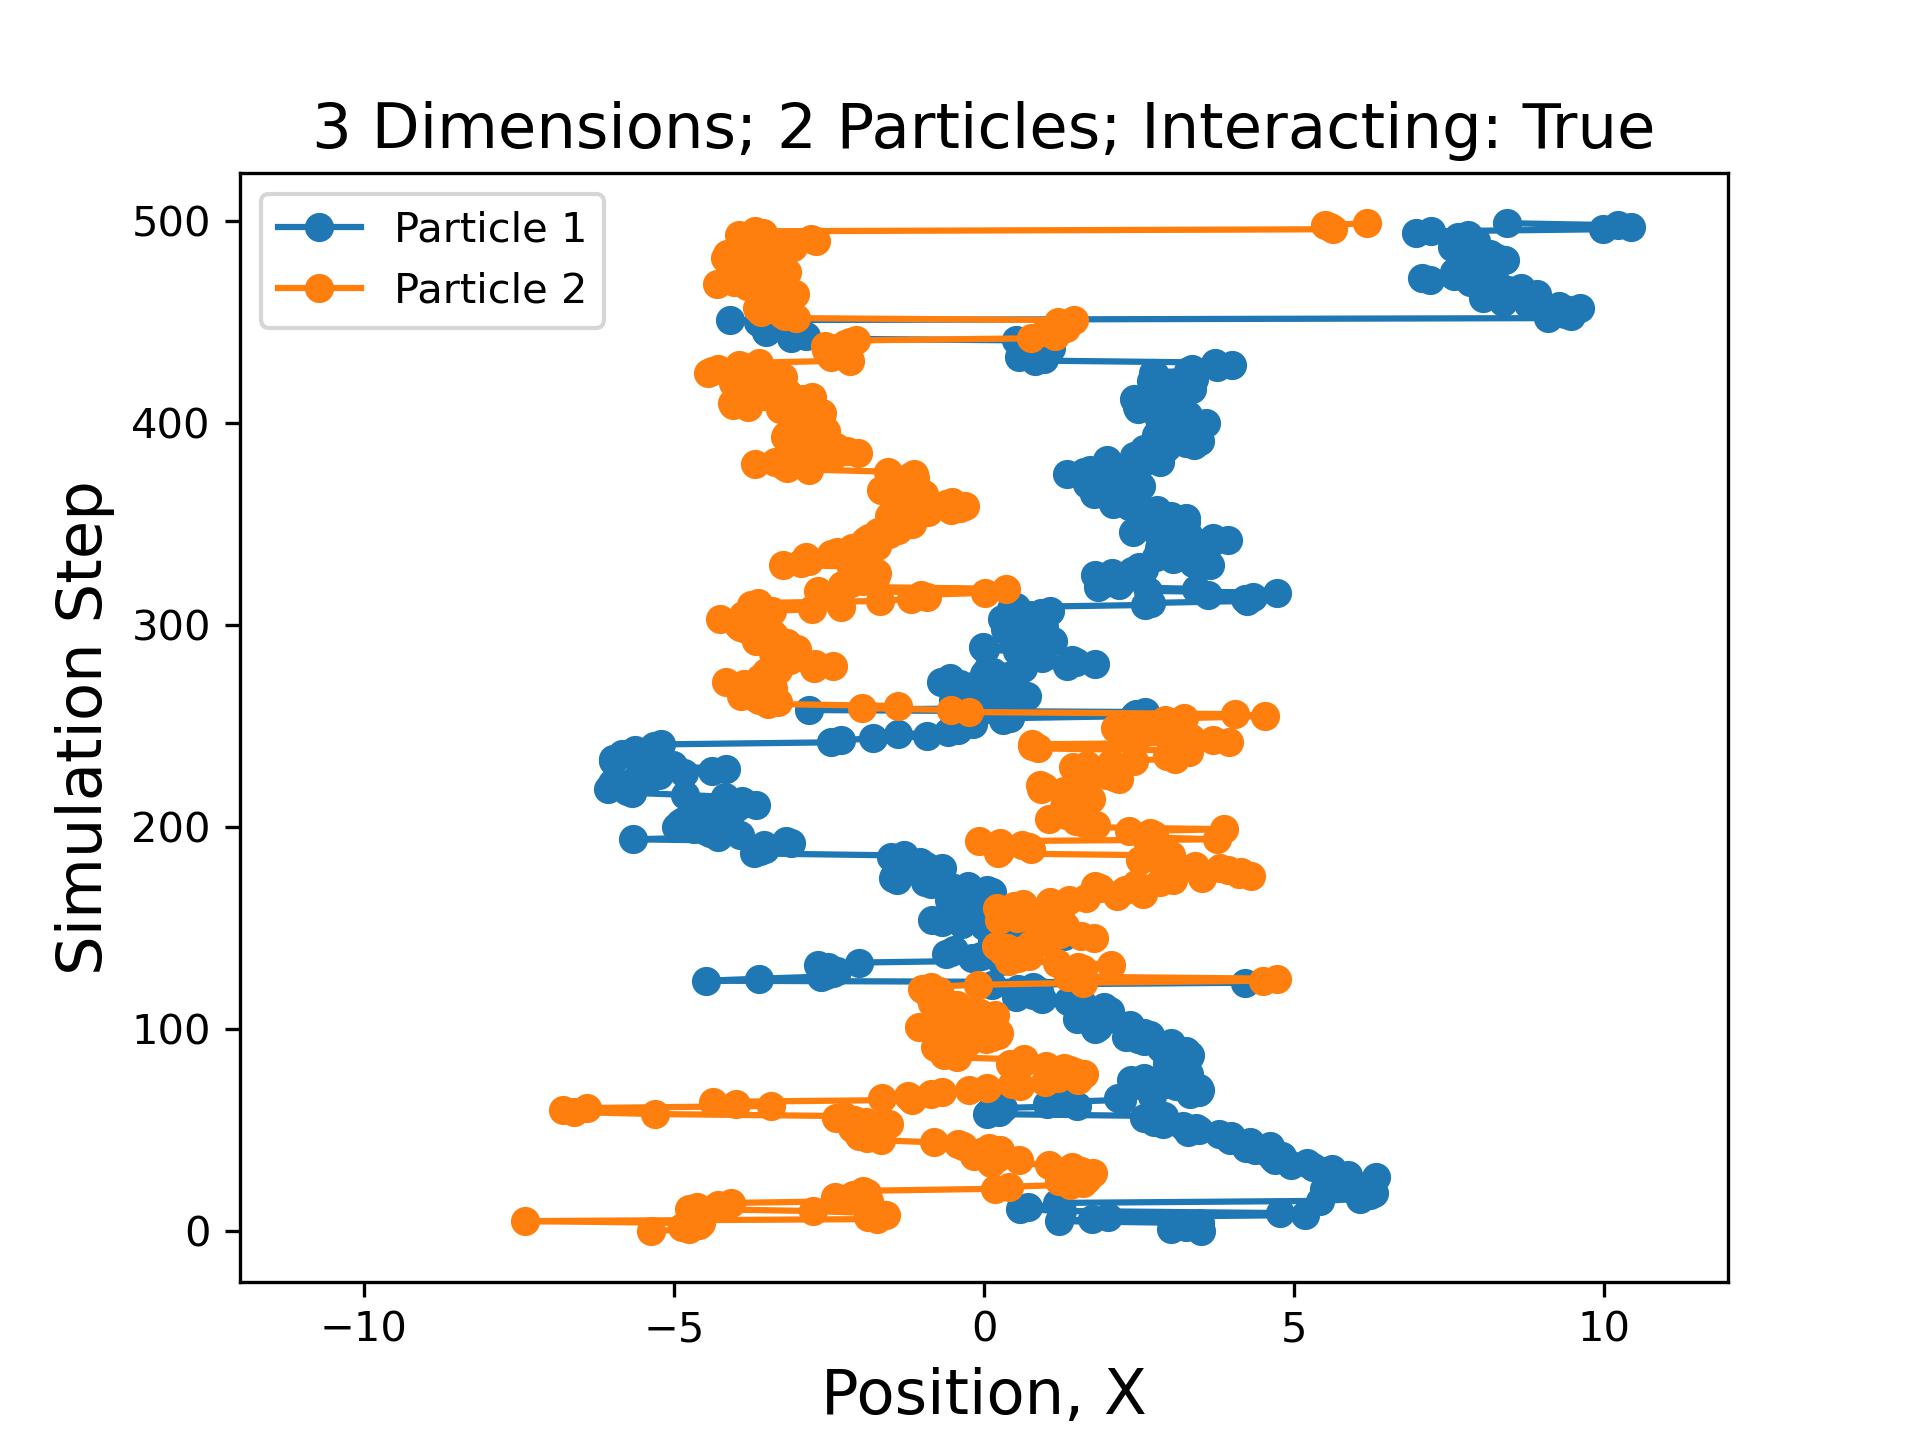 3 Dimensions; 2 Particles; Interacting: True
Particle 1
Particle 2
500
400
300
200
100
0
Simulation Step
−10
−5
0
5
10
Position, X